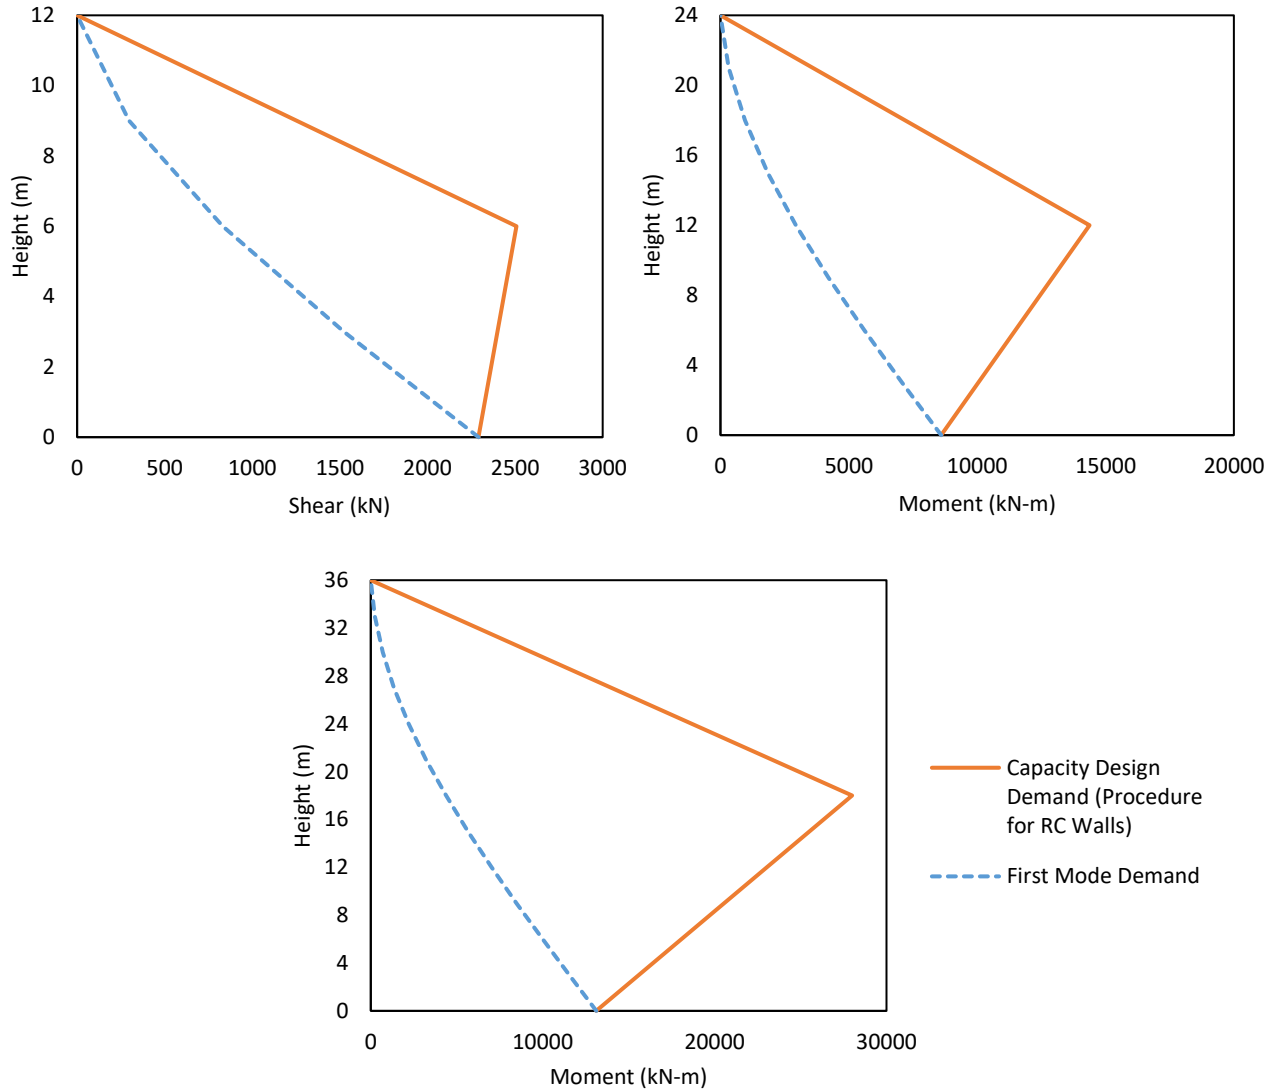 12
10
8
6
4
2
0
Height (m)
0 500 1000 1500 2000 2500 3000
Shear (kN)
24
20
16
12
8
4
0
Height (m)
0 5000 10000 15000 20000
Moment (kN-m)
36
32
28
24
20
16
12
8
4
0
Height (m)
0 10000 20000 30000
Moment (kN-m)
Capacity Design
Demand (Procedure
for RC Walls)
First Mode Demand